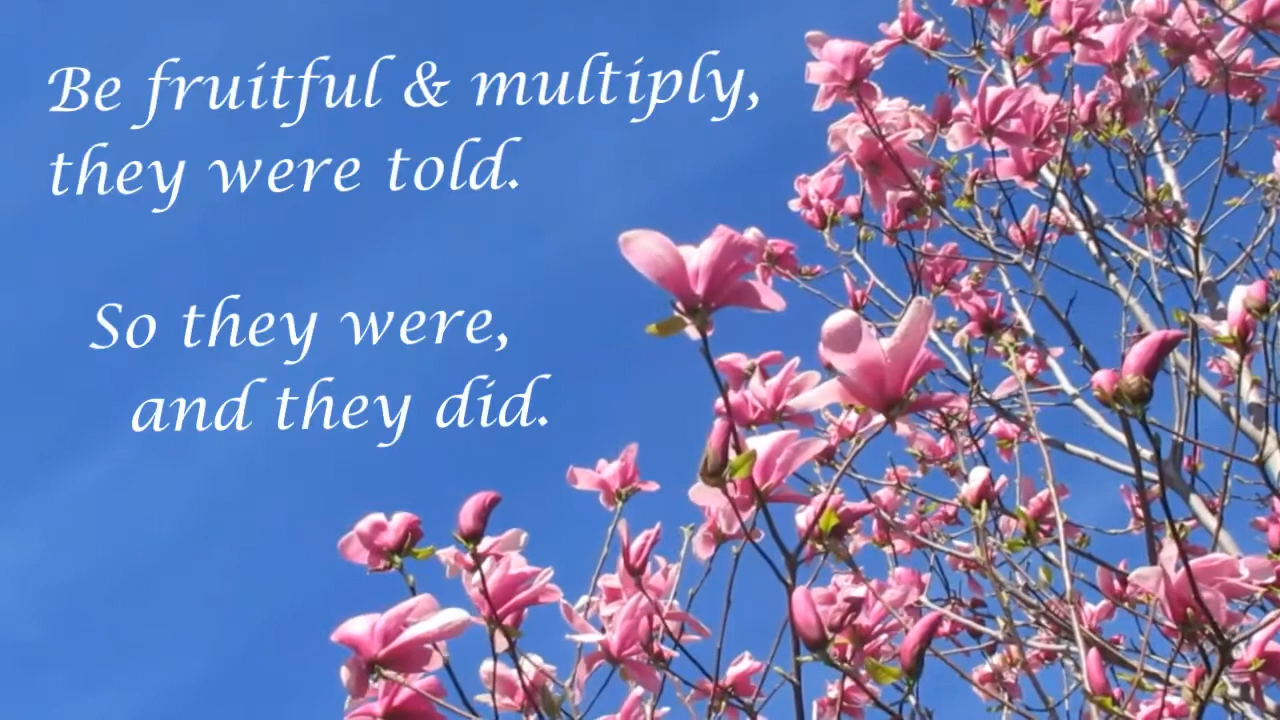 Be fruitful & multiply,
they were told.
So they were,
and they did.